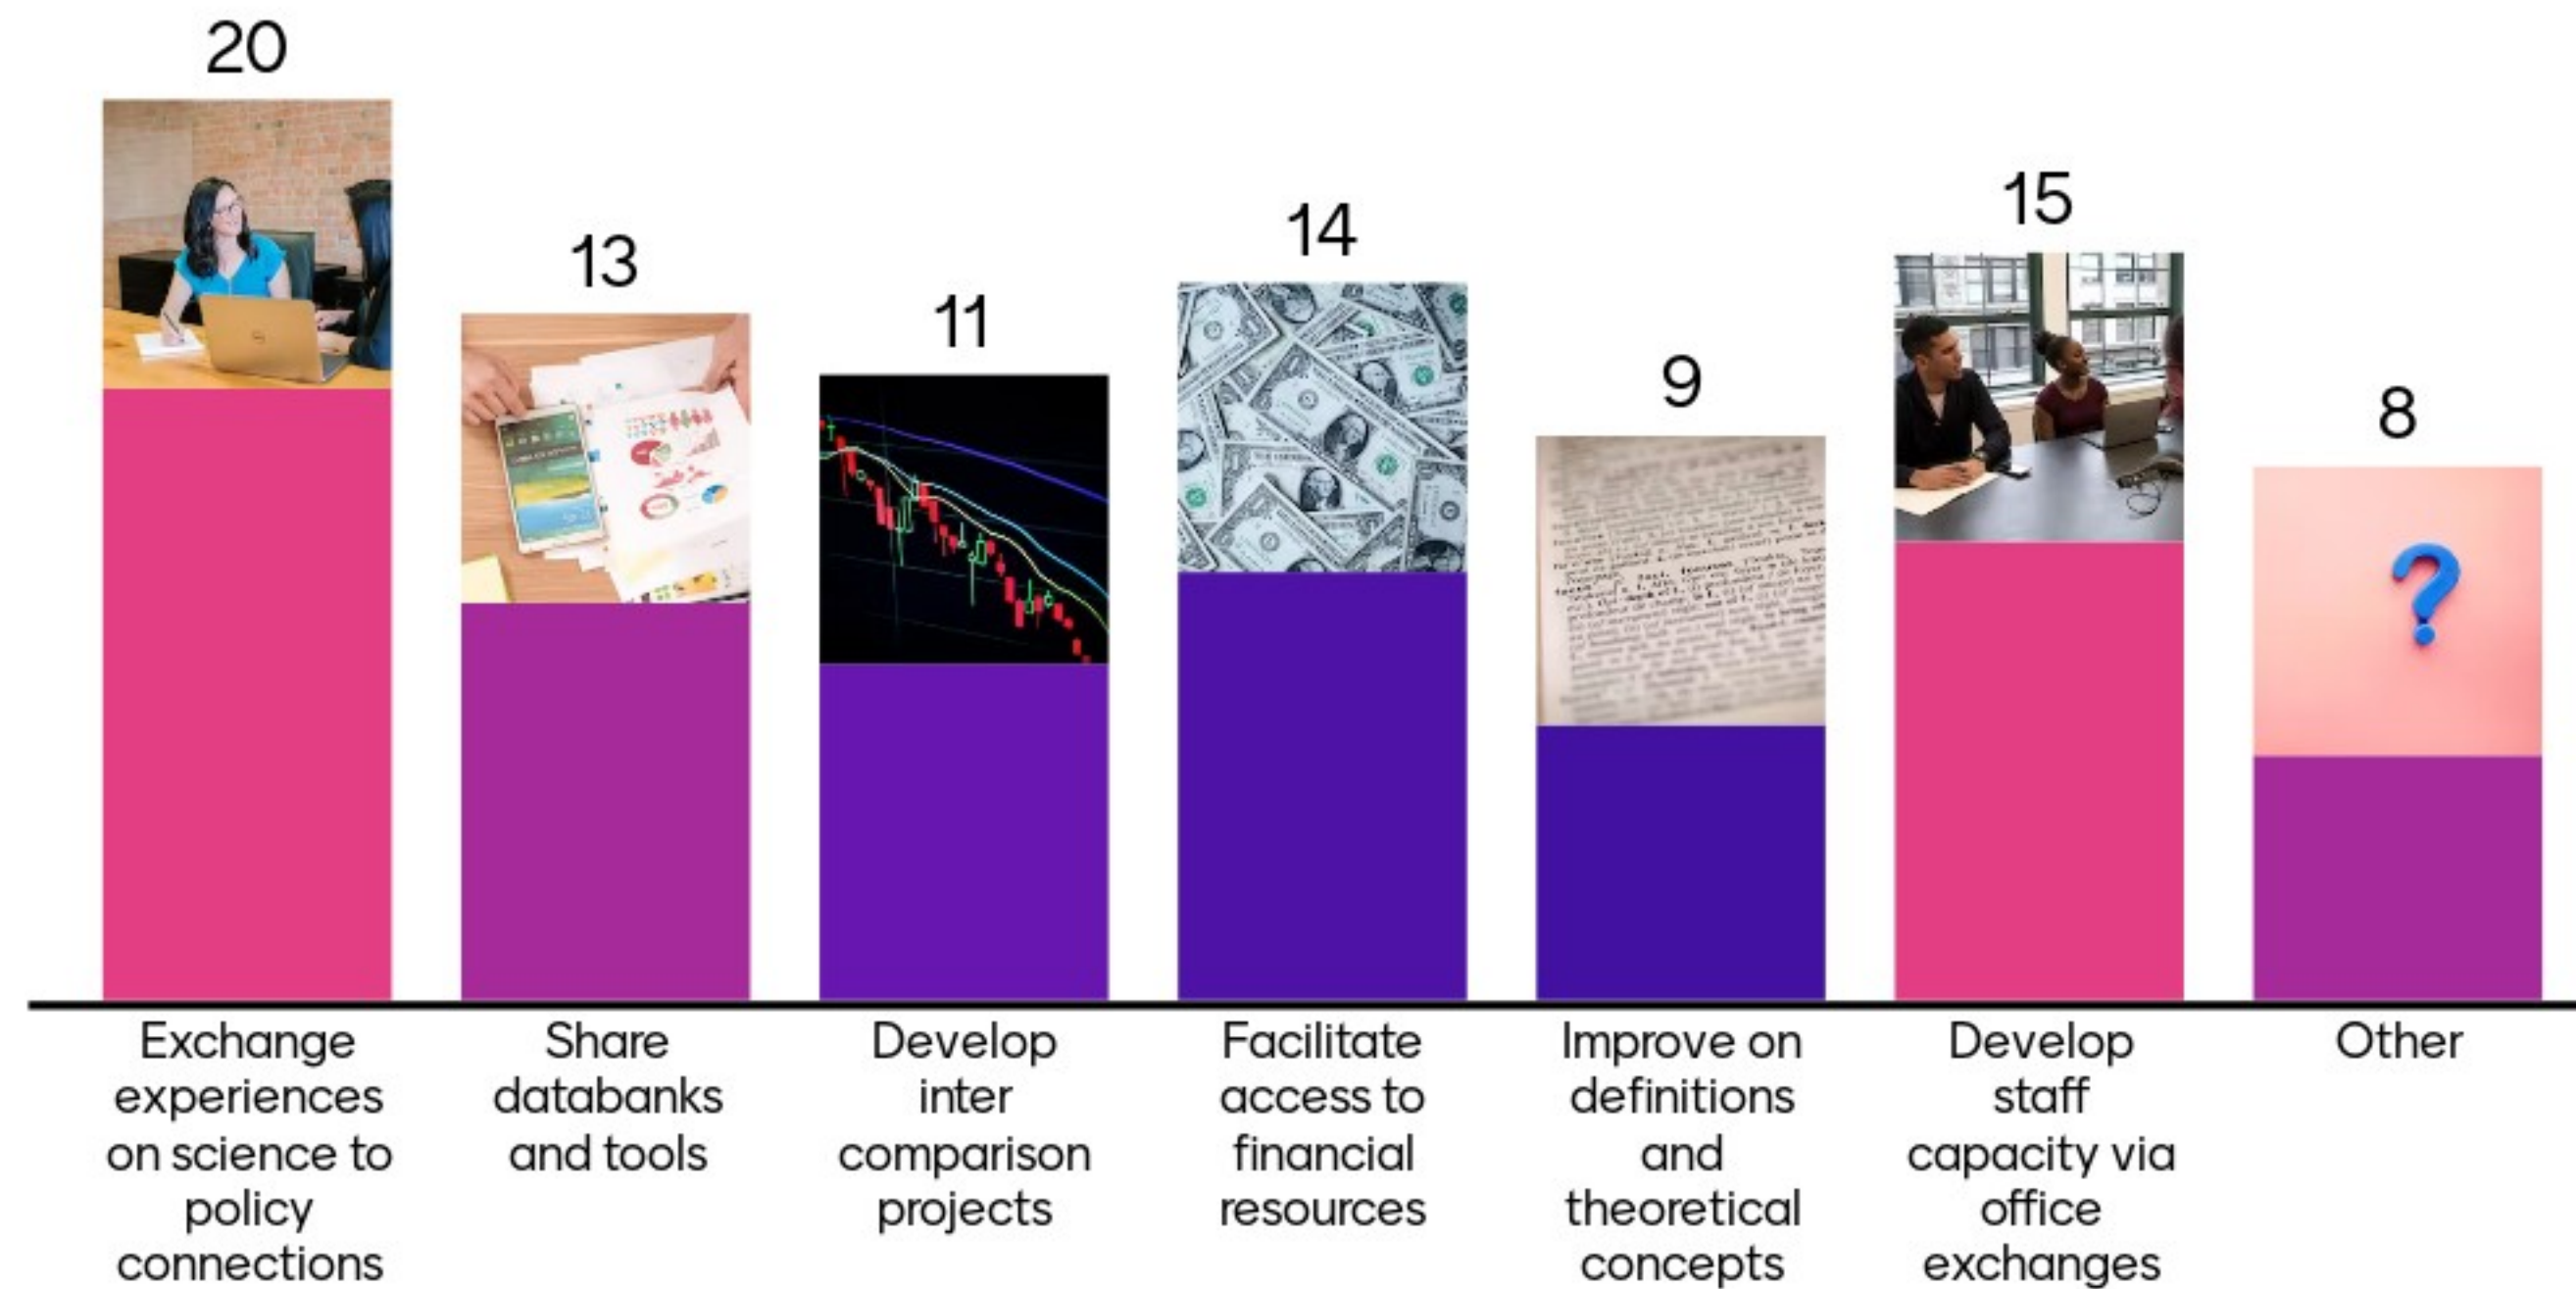 20
13
11
14
9
15
8
Exchange
experiences
on science to
policy
connections
Share
databanks
and tools
Develop
inter
comparison
projects
Facilitate
access to
financial
resources
Improve on
definitions
and
theoretical
concepts
Develop
staff
capacity via
office
exchanges
Other